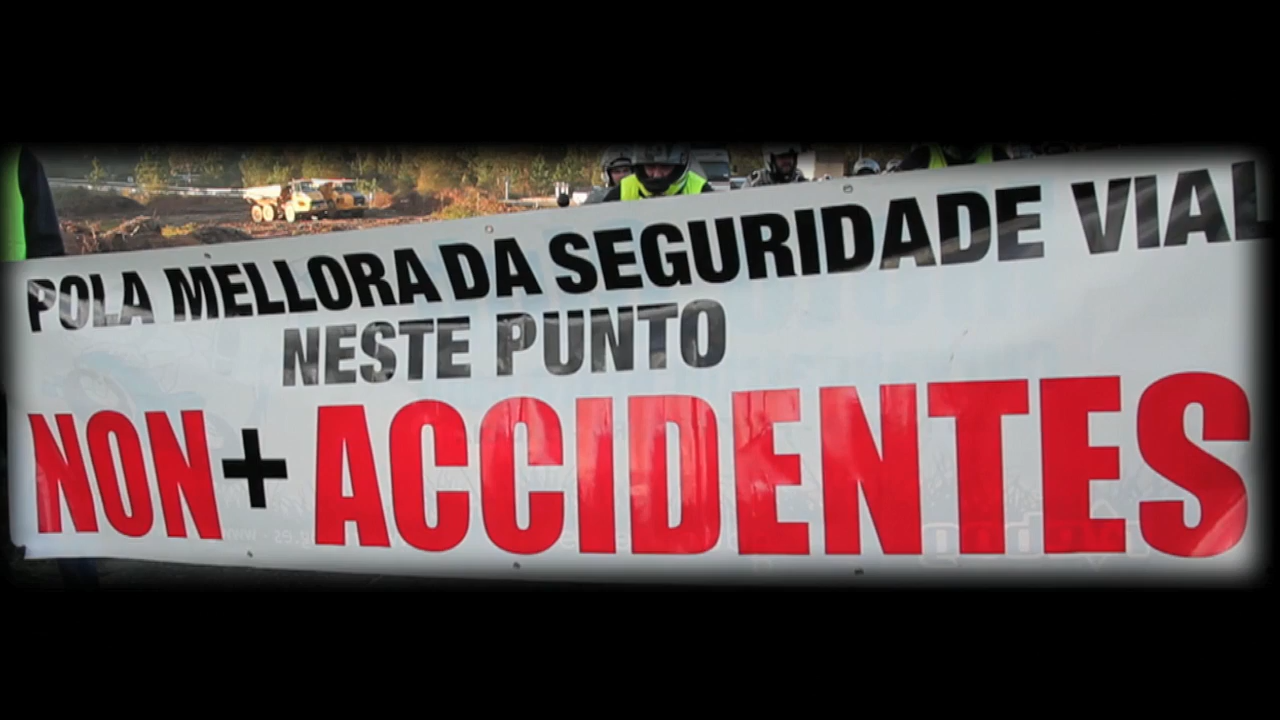 POLA MELLORA DA SEGURIDADE VIAL
NESTE PUNTO
NON + ACCIDENTES